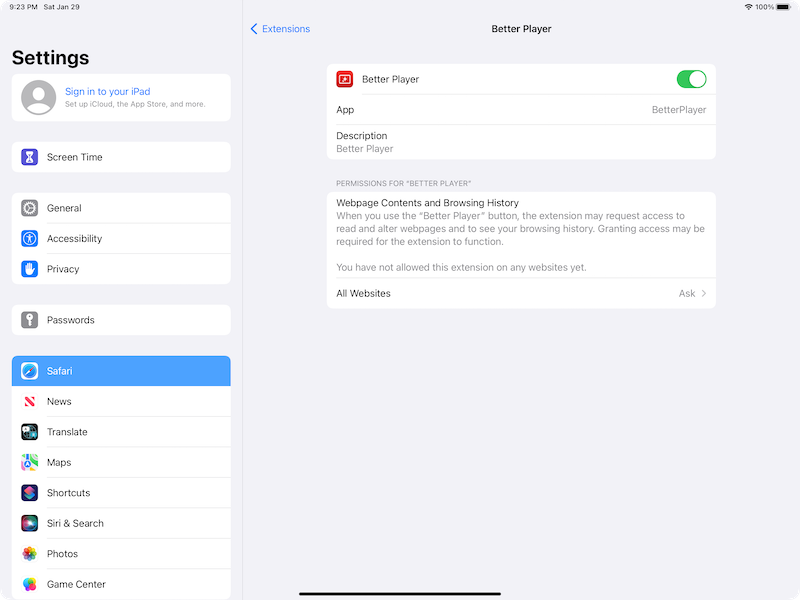 9:23 PM Sat Jan 29
100%
Settings
Sign in to your iPad
Set up iCloud, the App Store, and more.
Screen Time
General
Accessibility
Privacy
Passwords
Safari
News
Translate
Maps
Shortcuts
Siri & Search
Photos
Game Center
Extensions
Better Player
Better Player
App
BetterPlayer
Description
Better Player
PERMISSIONS FOR “BETTER PLAYER”
Webpage Contents and Browsing History
When you use the “Better Player” button, the extension may request access to
read and alter webpages and to see your browsing history. Granting access may be
required for the extension to function.
You have not allowed this extension on any websites yet.
All Websites
Ask